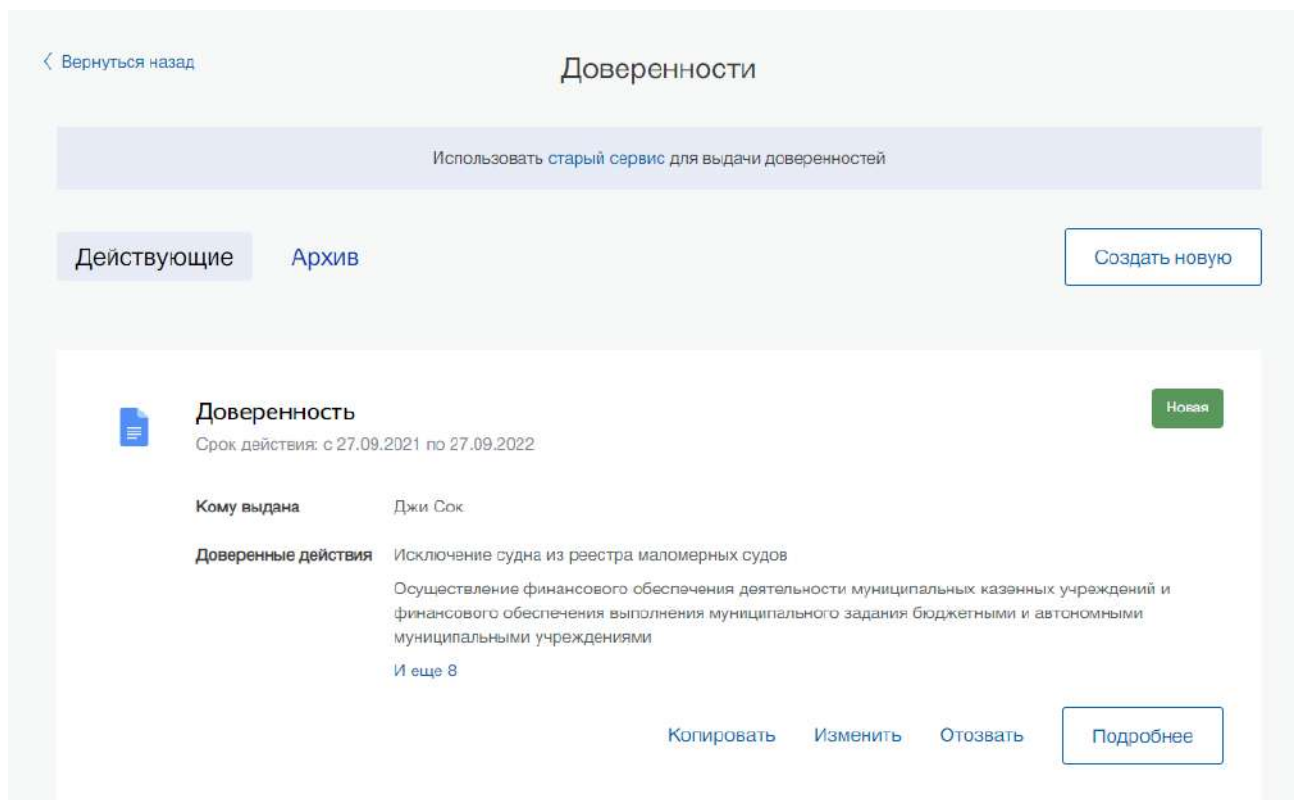 Вернуться назад
Доверенности
Использовать старый сервис для выдачи доверенностей
Действующие Архив Создать новую
Доверенность Новая
Срок действия: с 27.09.2021 по 27.09.2022
Кому выдана Джи Сок
Доверенные действия Исключение судна из реестра маломерных судов
Осуществление финансового обеспечения деятельности муниципальных казенных учреждений и
финансового обеспечения выполнения муниципального задания бюджетными и автономными
муниципальными учреждениями
И еще 8
Копировать Изменить Отозвать Подробнее